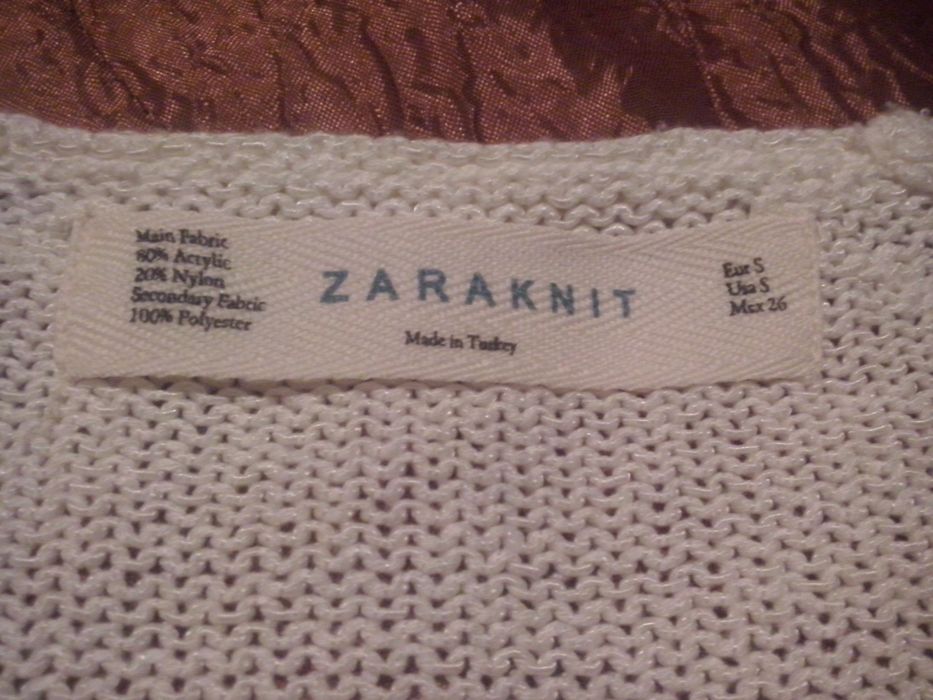 Main Fabric
80% Acrylic
20% Nylon
Secondary Fabric
100% Polyester
ZARAKNIT
Made in Turkey
Eur S
Usa S
Mex 26